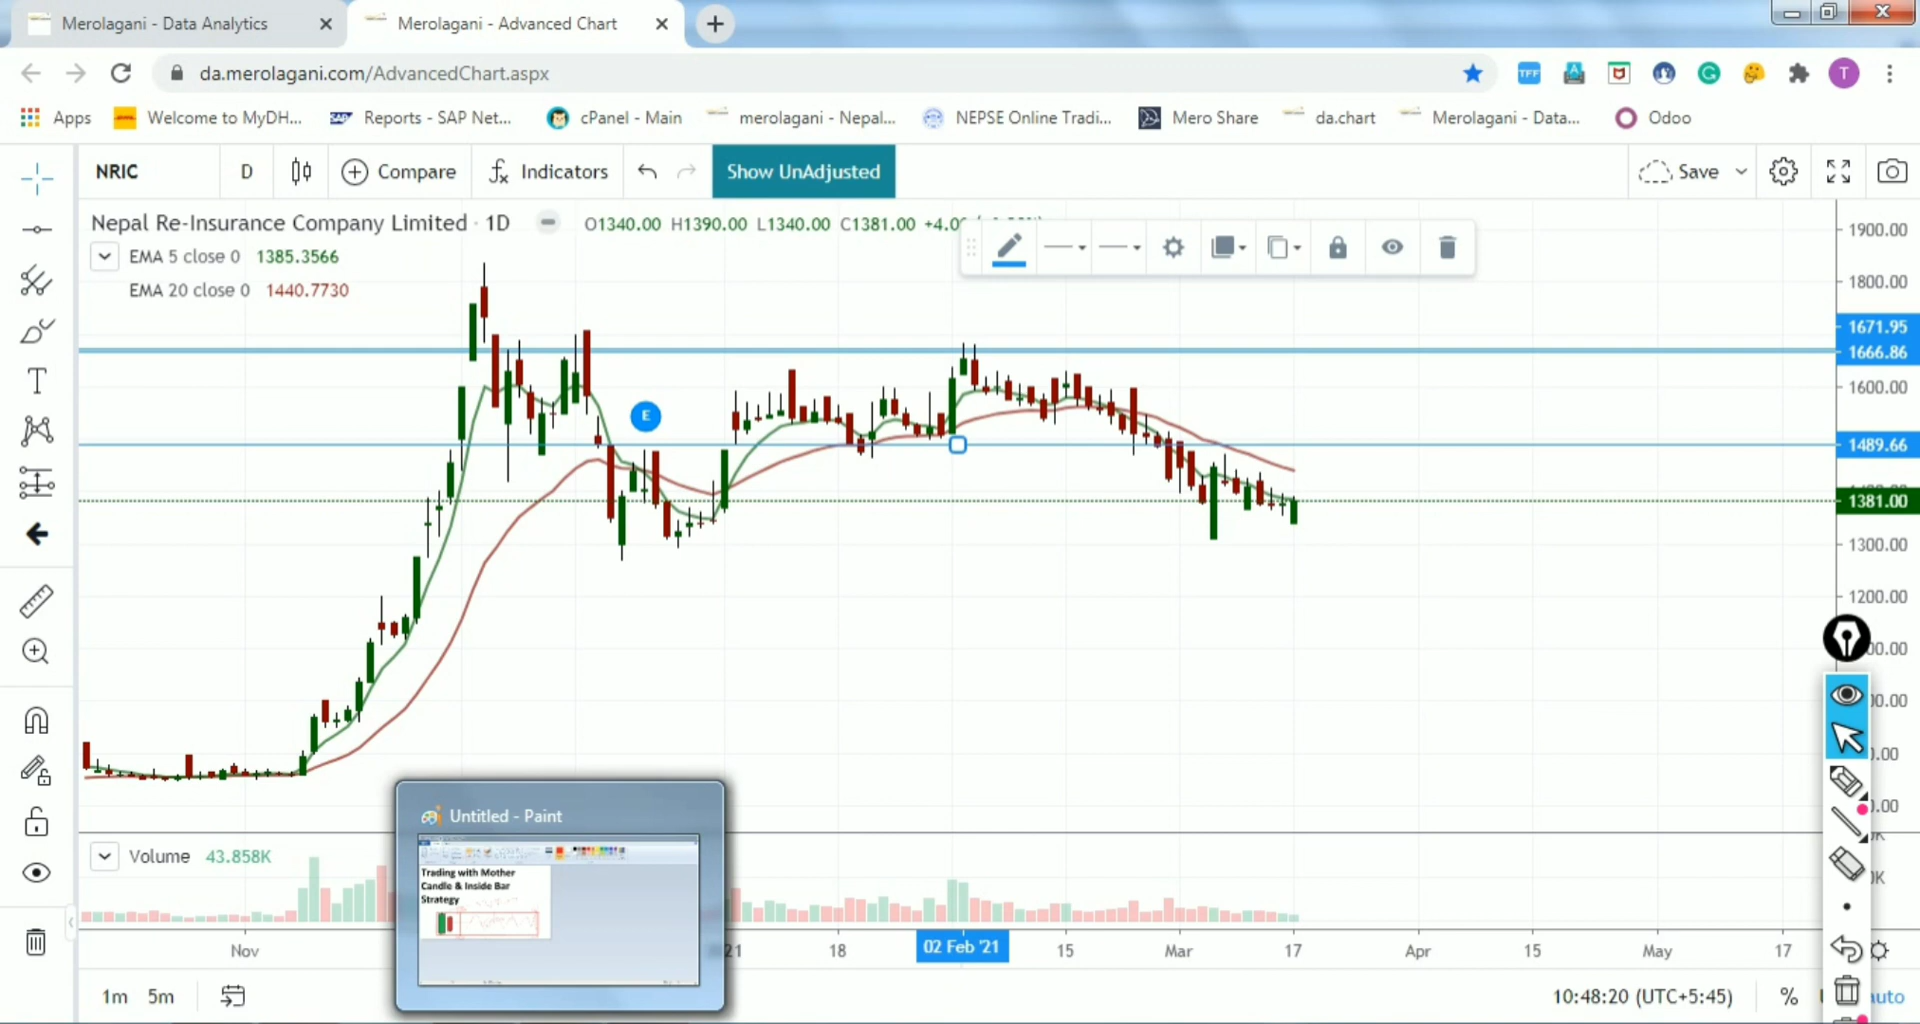 Merolagani - Data Analytics
Merolagani - Advanced Chart
da.merolagani.com/AdvancedChart.aspx
TFF
T
Apps
Welcome to MyDH...
SAP
Reports - SAP Net...
cPanel - Main
merolagani - Nepal...
NEPSE Online Tradi...
Mero Share
da.chart
Merolagani - Data...
Odoo
NRIC
D
Compare
Indicators
Show UnAdjusted
Save
Nepal Re-Insurance Company Limited · 1D
O1340.00 H1390.00 L1340.00 C1381.00
EMA 5 close 0 1385.3566
EMA 20 close 0 1440.7730
1900.00
1800.00
1671.95
1666.86
1600.00
1489.66
1381.00
1300.00
1200.00
E
Untitled - Paint
Trading with Mother
Candle & Inside Bar
Strategy
Volume 43.858K
Nov
21
18
02 Feb '21
15
Mar
17
Apr
15
May
17
1m
5m
10:48:20 (UTC+5:45)
%
auto